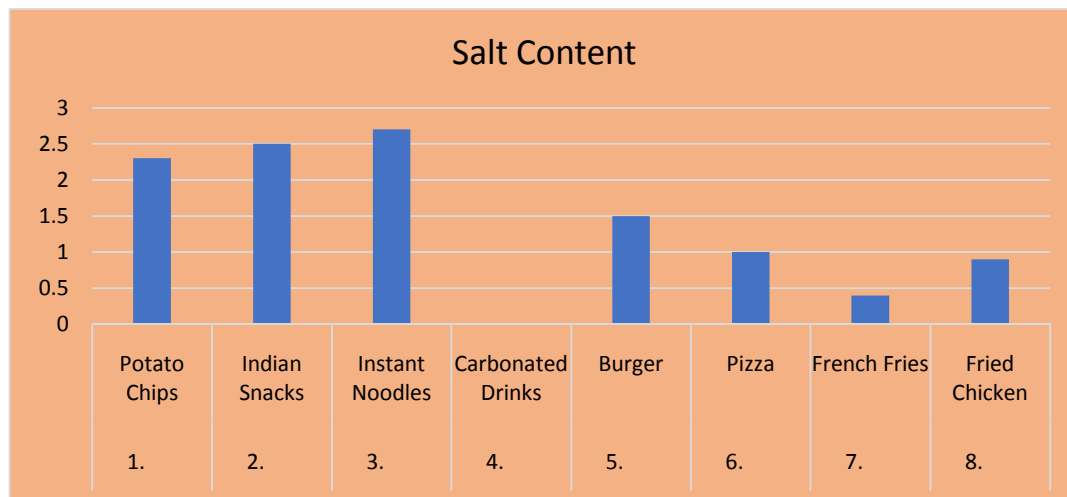 Salt Content
3
2.5
2
1.5
1
0.5
0
Potato Chips
Indian Snacks
Instant Noodles
Carbonated Drinks
Burger
Pizza
French Fries
Fried Chicken
1. 2. 3. 4. 5. 6. 7. 8.